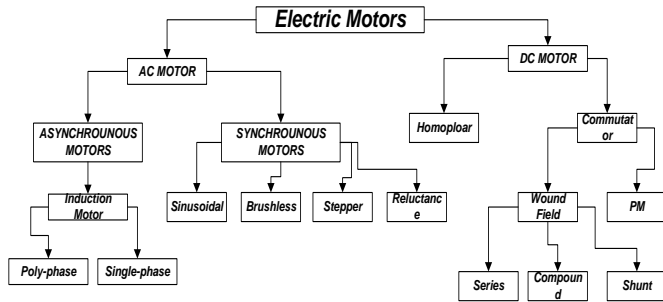 Electric Motors
AC MOTOR
DC MOTOR
ASYNCHROUNOUS
MOTORS
SYNCHROUNOUS
MOTORS
Homoploar
Commutat
or
Induction
Motor
Sinusoidal
Brushless
Stepper
Reluctanc
e
Wound
Field
PM
Poly-phase
Single-phase
Series
Compoun
d
Shunt